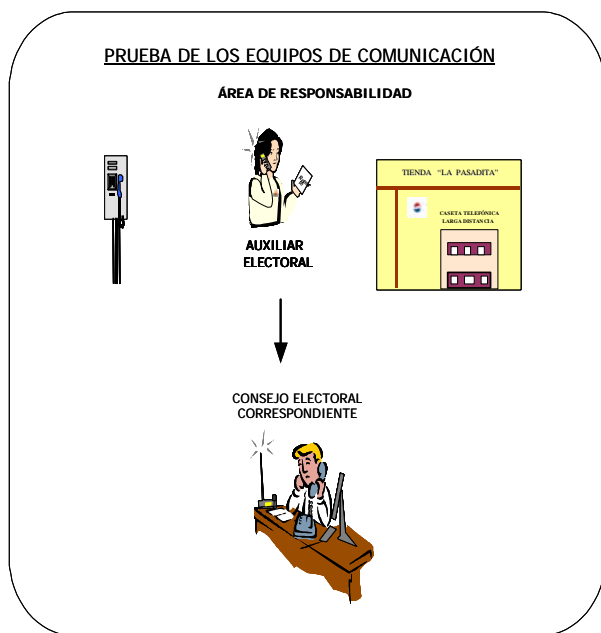 PRUEBA DE LOS EQUIPOS DE COMUNICACIÓN
ÁREA DE RESPONSABILIDAD
TIENDA “LA PASADITA”
CASETA TELEFÓNICA
LARGA DISTANCIA
AUXILIAR
ELECTORAL
CONSEJO ELECTORAL
CORRESPONDIENTE